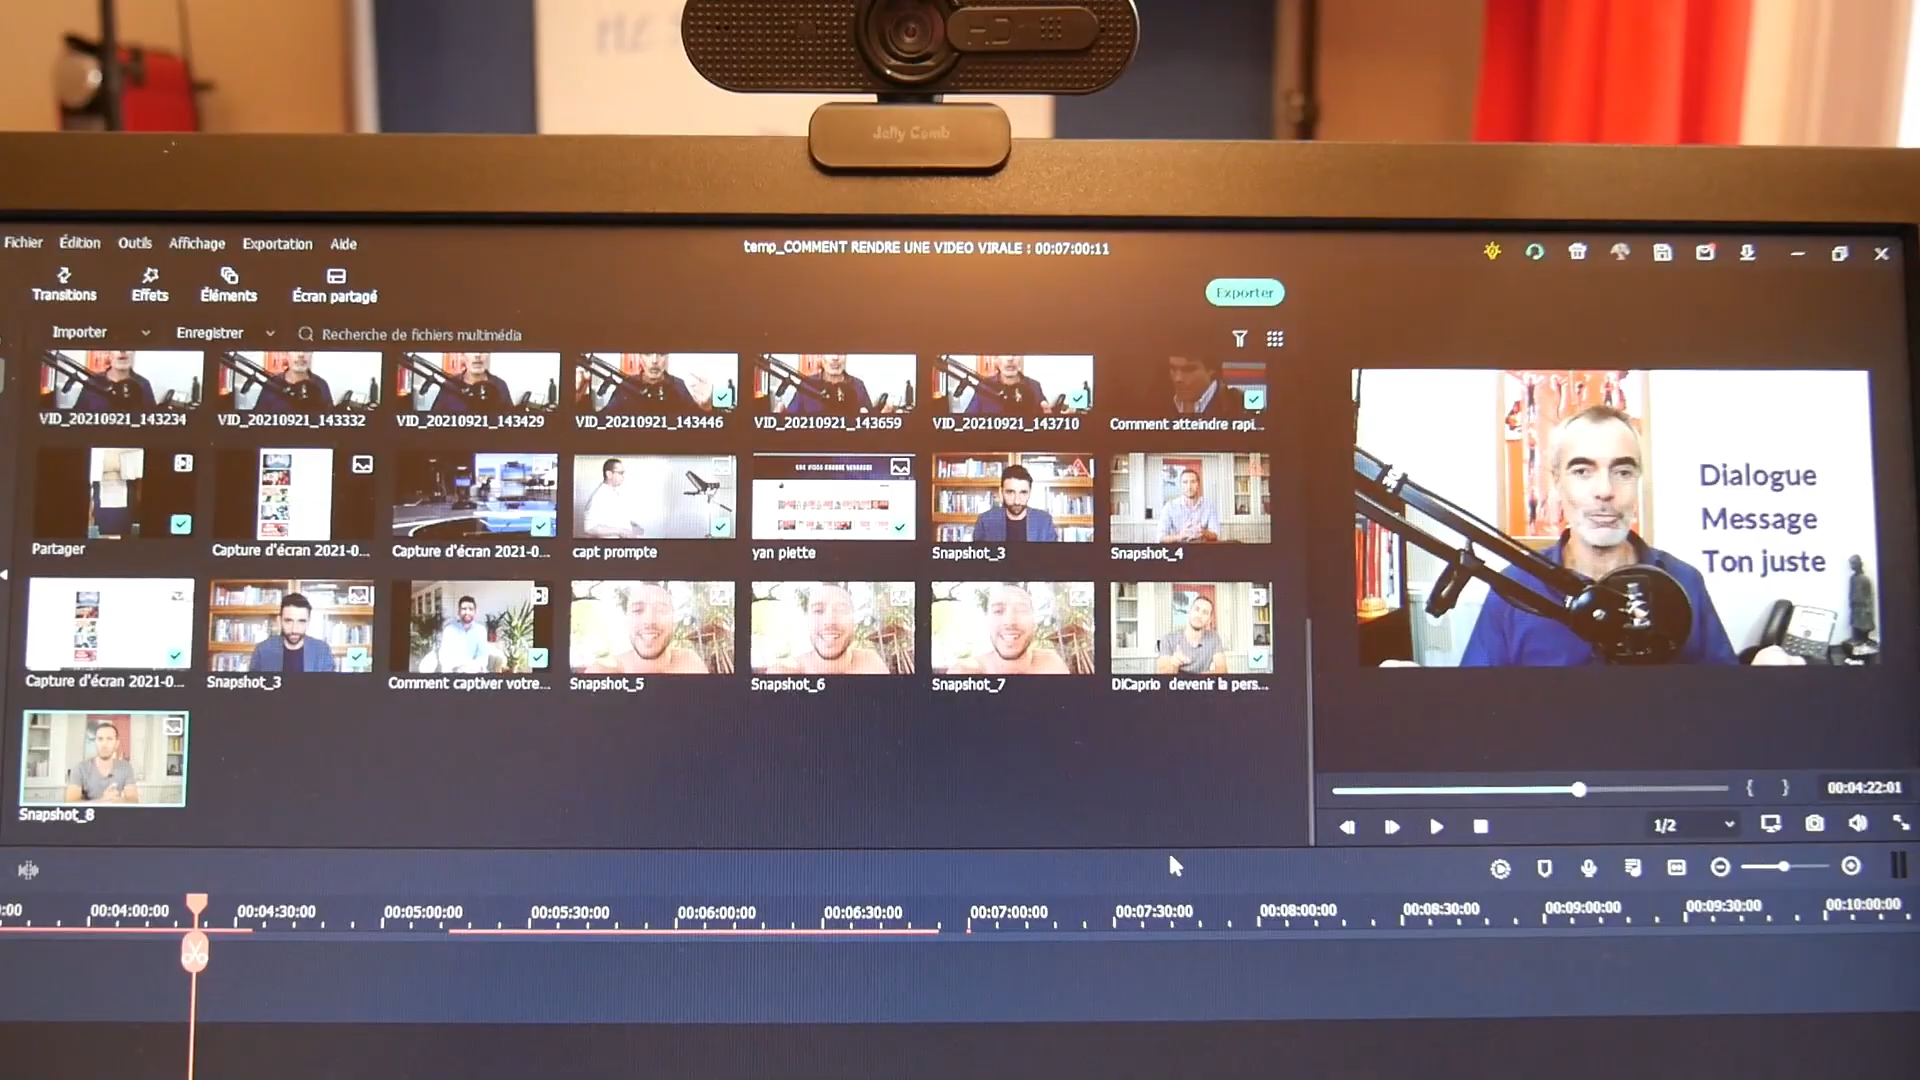 HD
Jelly Comb
Fichier Édition Outils Affichage Exportation Aide
temp_COMMENT RENDRE UNE VIDEO VIRALE : 00:07:00:11
Transitions Effets Éléments Écran partagé
Exporter
Importer Enregistrer Recherche de fichiers multimédia
VID_20210921_143234 VID_20210921_143332 VID_20210921_143429 VID_20210921_143446 VID_20210921_143659 VID_20210921_143710 Comment atteindre rapi...
Partager Capture d'écran 2021-0... Capture d'écran 2021-0... capt prompte yan piette Snapshot_3 Snapshot_4
Capture d'écran 2021-0... Snapshot_3 Comment captiver votre... Snapshot_5 Snapshot_6 Snapshot_7 DiCaprio devenir la pers...
Snapshot_8
Dialogue
Message
Ton juste
{ } 00:04:22:01
1/2
:00 00:04:00:00 00:04:30:00 00:05:00:00 00:05:30:00 00:06:00:00 00:06:30:00 00:07:00:00 00:07:30:00 00:08:00:00 00:08:30:00 00:09:00:00 00:09:30:00 00:10:00:00